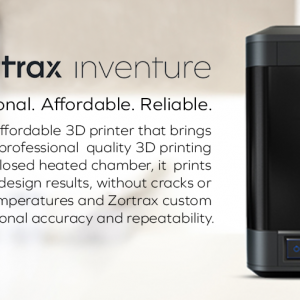 trax inventure
onal. Affordable. Reliable.
ffordable 3D printer that brings
professional quality 3D printing
losed heated chamber, it prints
design results, without cracks or
mperatures and Zortrax custom
onal accuracy and repeatability.